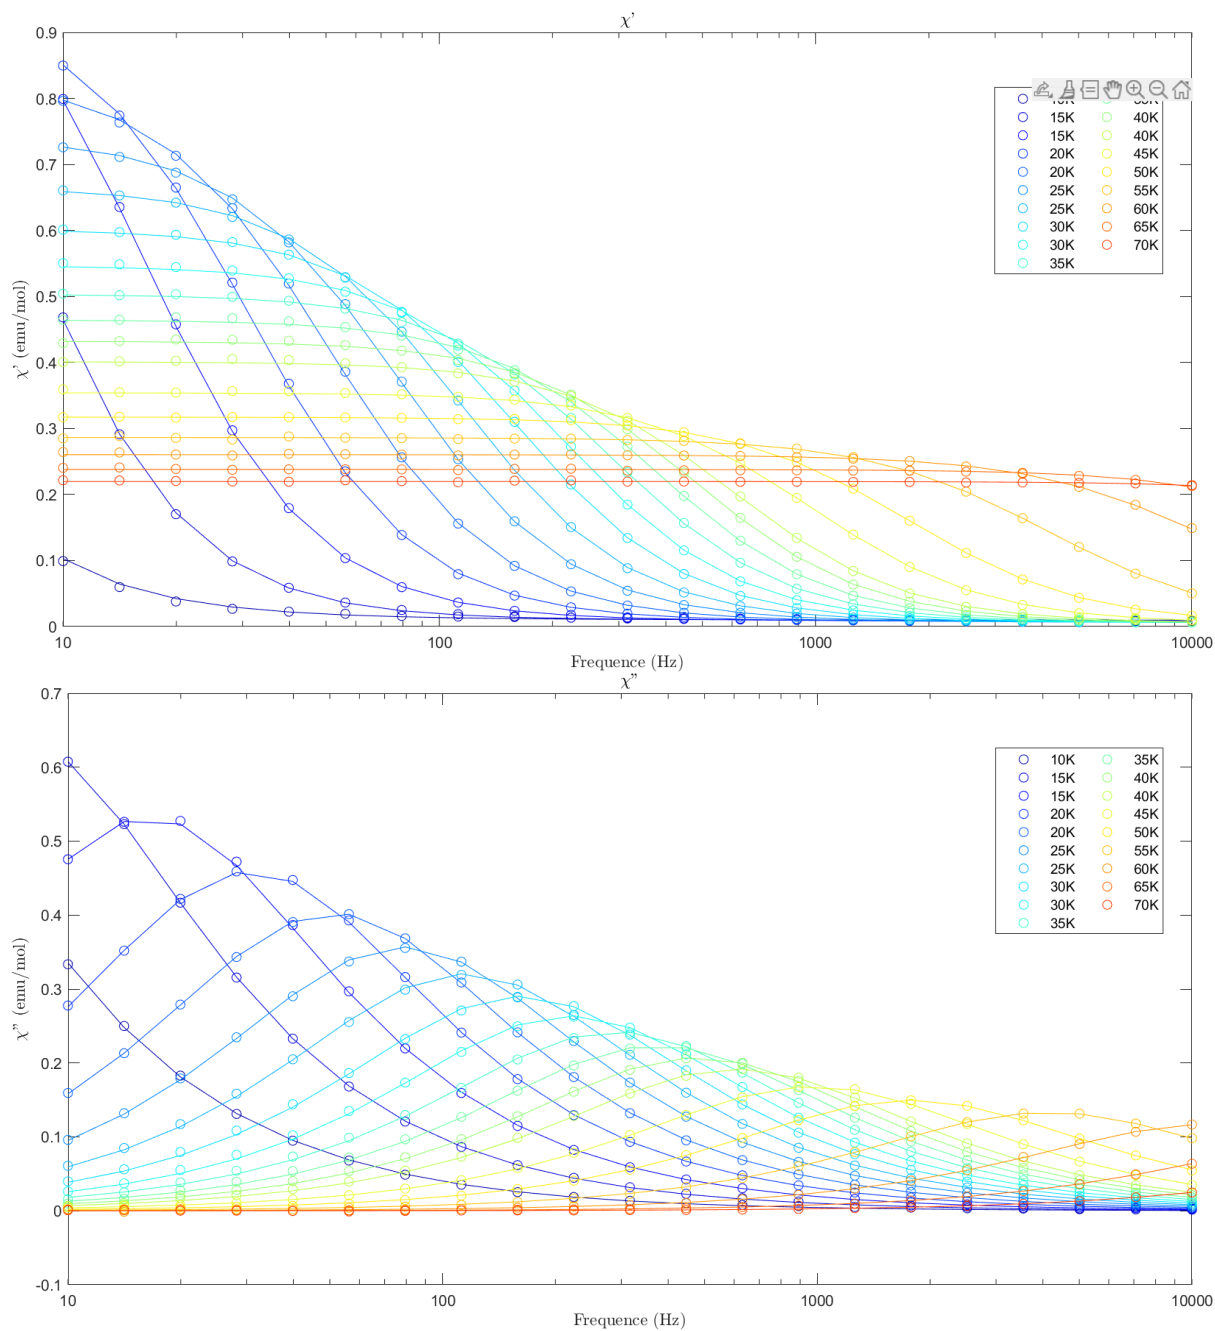 χ'
0.9
0.8
0.7
0.6
0.5
0.4
0.3
0.2
0.1
0
χ' (emu/mol)
10 100 1000 10000
Frequence (Hz)
15K 40K
15K 40K
20K 45K
20K 50K
25K 55K
25K 60K
30K 65K
30K 70K
35K
χ''
0.7
0.6
0.5
0.4
0.3
0.2
0.1
0
-0.1
χ'' (emu/mol)
10 100 1000 10000
Frequence (Hz)
10K 35K
15K 40K
15K 40K
20K 45K
20K 50K
25K 55K
25K 60K
30K 65K
30K 70K
35K